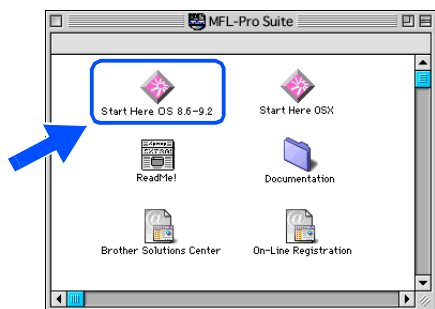 MFL-Pro Suite
Start Here OS 8.6-9.2
Start Here OSX
EXTRA!
ReadMe!
Documentation
Brother Solutions Center
On-Line Registration